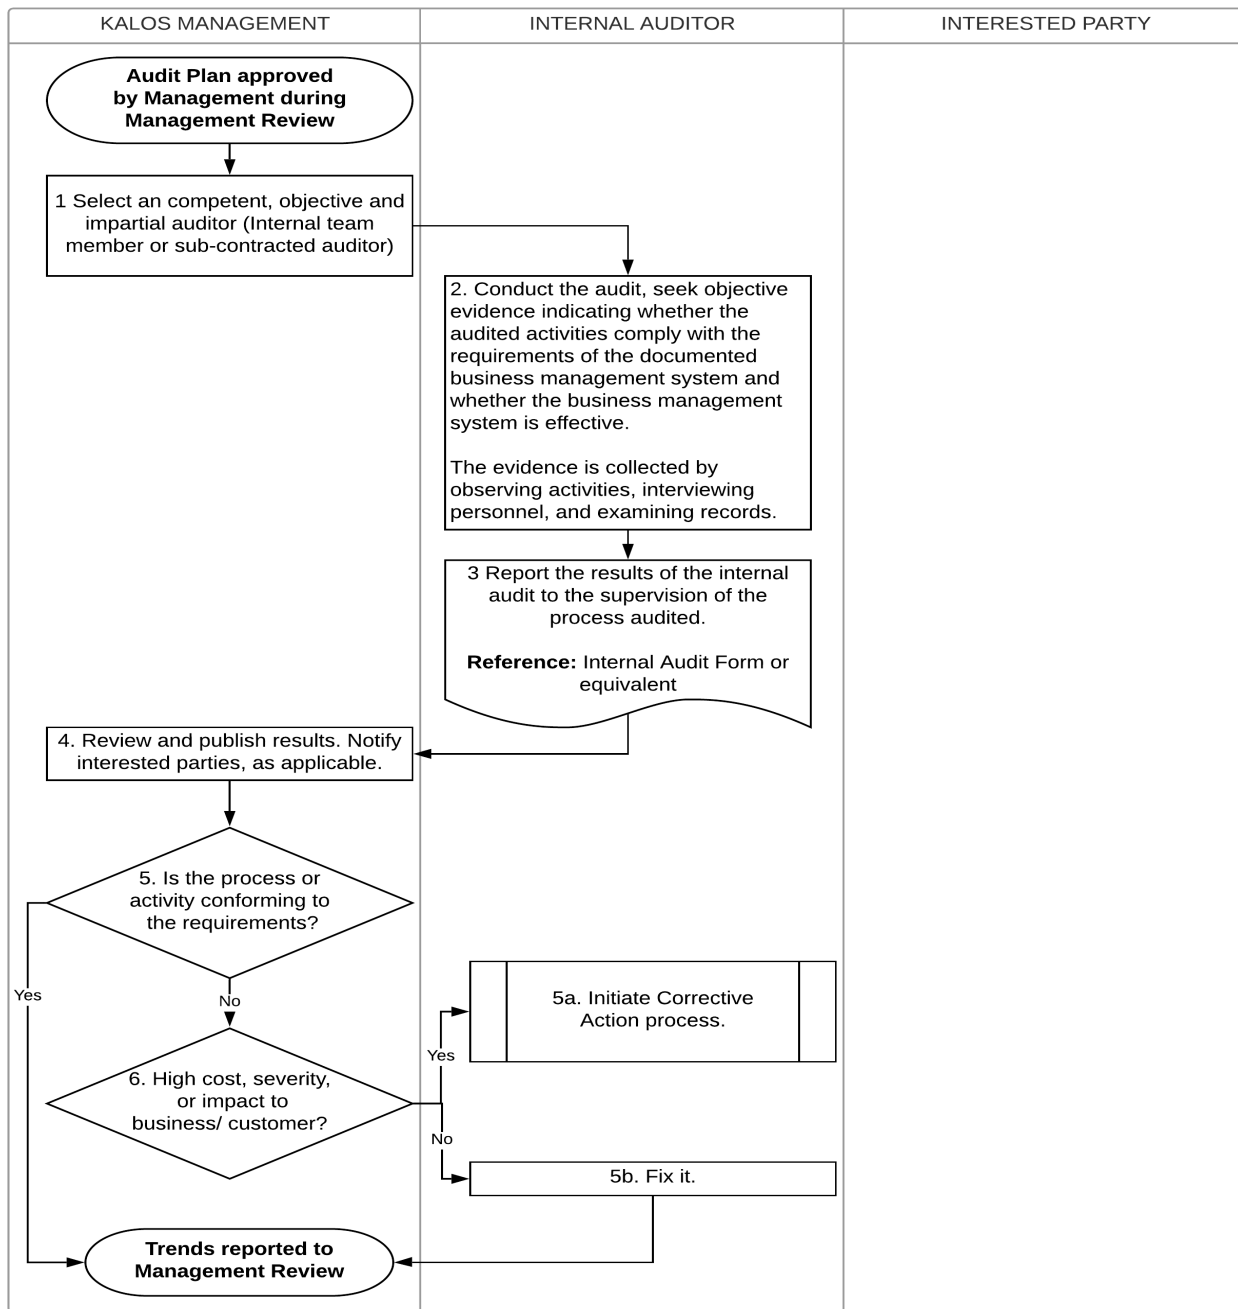 KALOS MANAGEMENT
INTERNAL AUDITOR
INTERESTED PARTY
Audit Plan approved
by Management during
Management Review
1 Select an competent, objective and
impartial auditor (Internal team
member or sub-contracted auditor)
2. Conduct the audit, seek objective
evidence indicating whether the
audited activities comply with the
requirements of the documented
business management system and
whether the business management
system is effective.
The evidence is collected by
observing activities, interviewing
personnel, and examining records.
3 Report the results of the internal
audit to the supervision of the
process audited.
Reference: Internal Audit Form or
equivalent
4. Review and publish results. Notify
interested parties, as applicable.
5. Is the process or
activity conforming to
the requirements?
Yes
No
5a. Initiate Corrective
Action process.
Yes
6. High cost, severity,
or impact to
business/ customer?
No
5b. Fix it.
Trends reported to
Management Review